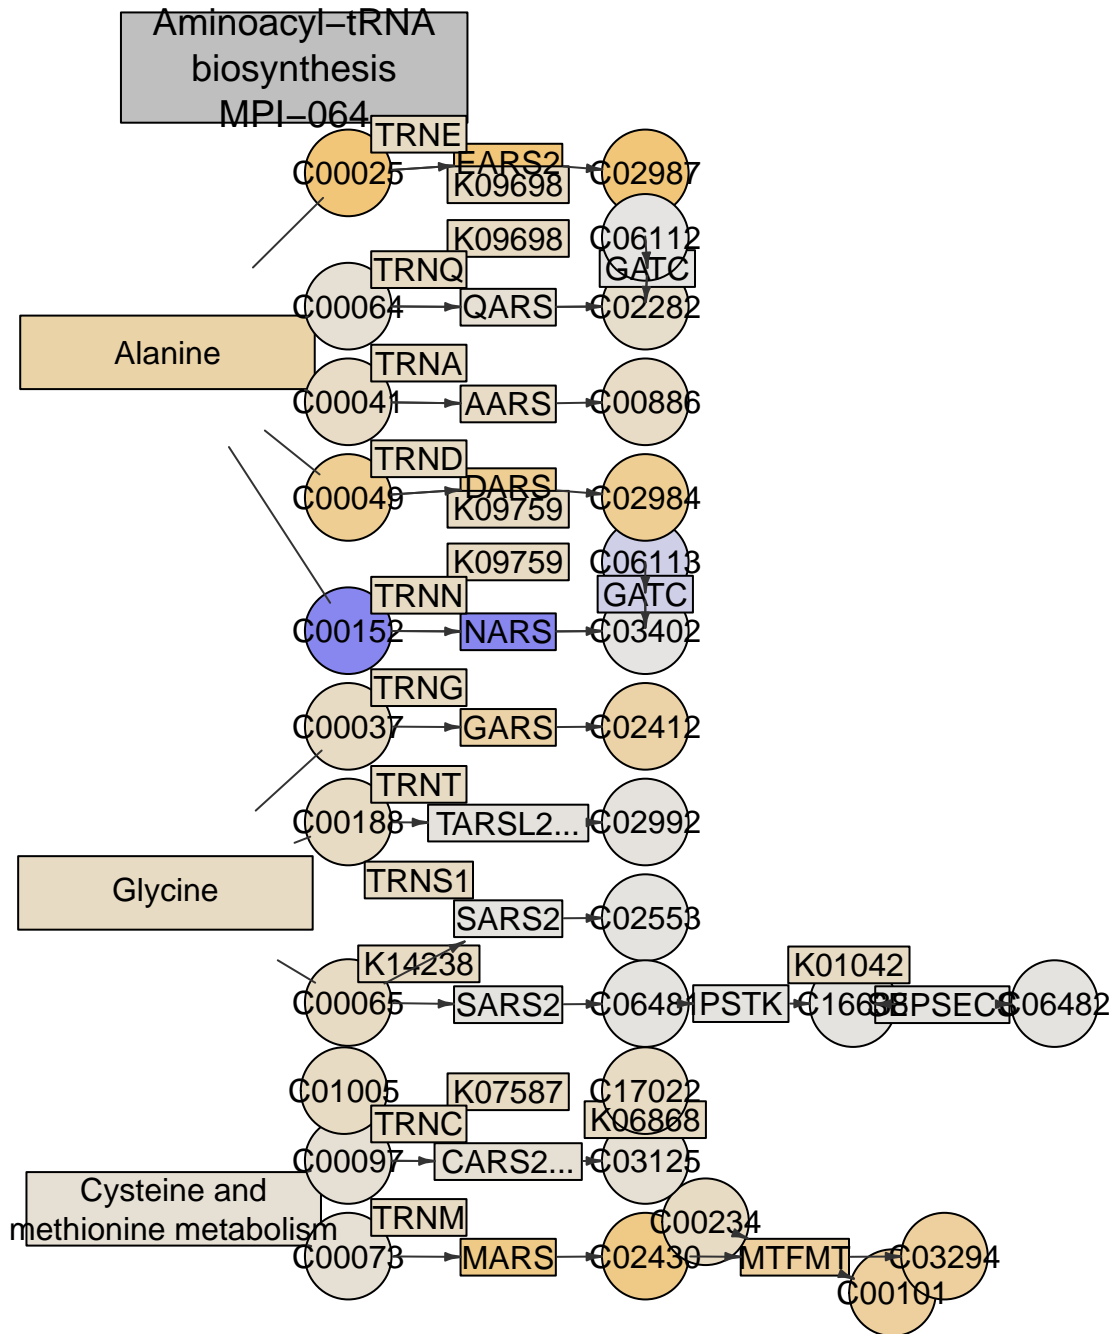 Aminoacyl−tRNA
biosynthesis
MPI−064
TRNE
C00025
EARS2
C02987
K09698
K09698
C06112
TRNQ
GATC
C00064
QARS
C02282
Alanine
TRNA
C00041
AARS
C00886
TRND
C00049
DARS
C02984
K09759
K09759
C06113
TRNN
GATC
C00152
NARS
C03402
TRNG
C00037
GARS
C02412
TRNT
C00188
TARSL2...
C02992
Glycine
TRNS1
SARS2
C02553
K14238
K01042
C00065
SARS2
C06481
PSTK
SEPSECS
C06482
C01005
K07587
C17022
TRNC
K06868
C00097
CARS2...
C03125
Cysteine and
methionine metabolism
TRNM
C00234
C00073
MARS
C02430
MTFMT
C03294
C00101